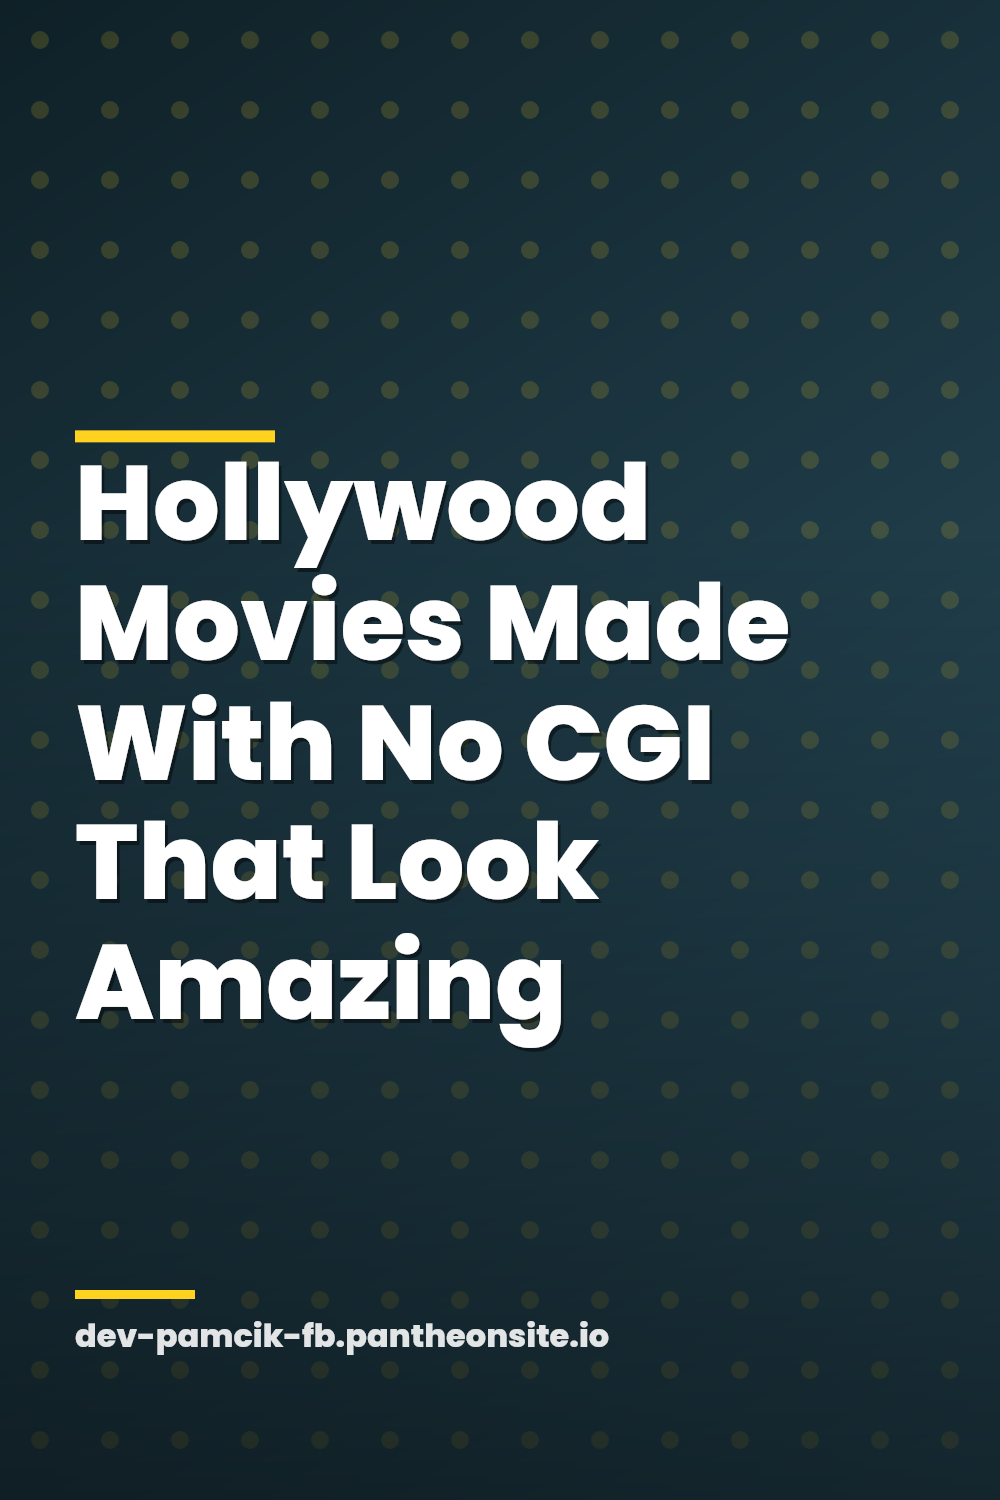 Hollywood
Movies Made
With No CGI
That Look
Amazing
dev-pamcik-fb.pantheonsite.io